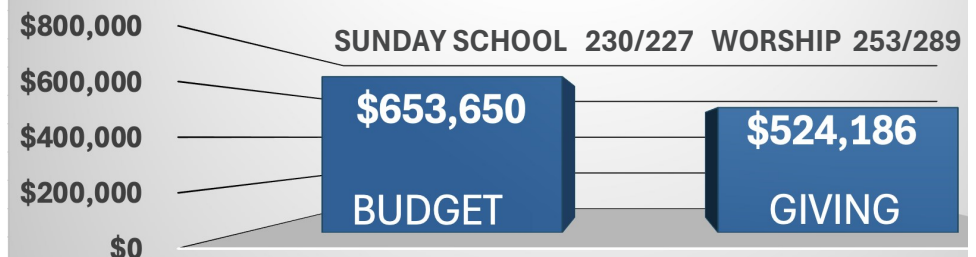 $800,000
SUNDAY SCHOOL 230/227 WORSHIP 253/289
$600,000
$653,650
$524,186
$400,000
$200,000
BUDGET
GIVING
$0